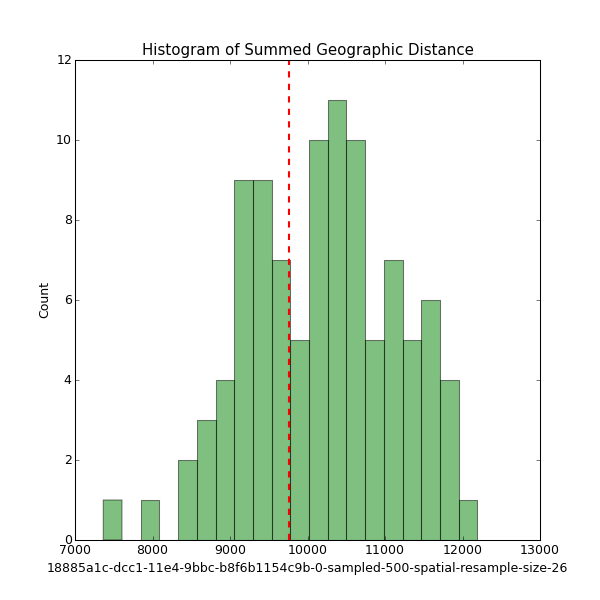 Histogram of Summed Geographic Distance
12
10
8
6
4
2
0
Count
7000 8000 9000 10000 11000 12000 13000
18885a1c-dcc1-11e4-9bbc-b8f6b1154c9b-0-sampled-500-spatial-resample-size-26